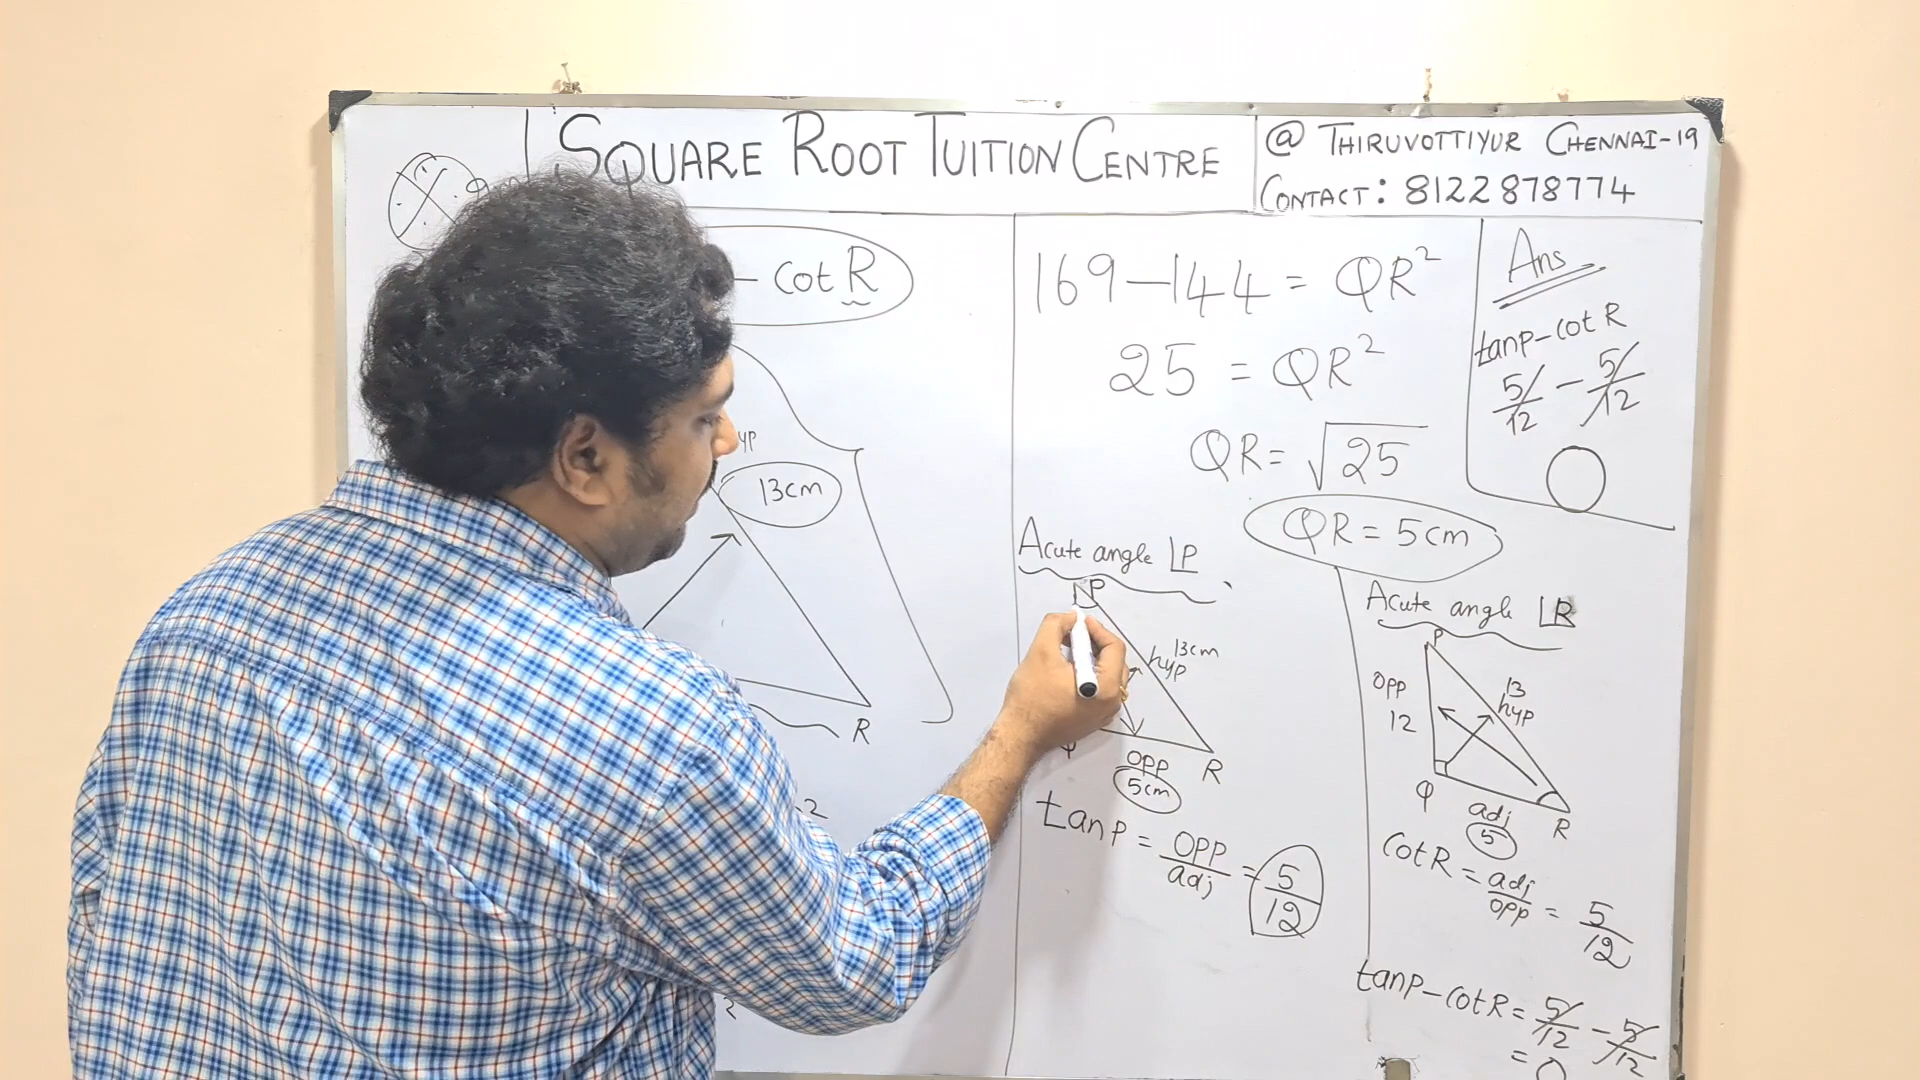 SQUARE ROOT TUITION CENTRE
@ THIRUVOTTIYUR CHENNAI-19
CONTACT: 8122878774
- cot R
13cm
R
2
2
169-144 = QR²
25 = QR²
QR = √25
QR = 5cm
Ans
tanP-cot R
5/12 - 5/12
0
Acute angle ∟P
P
13cm
hyp
Q
opp
5cm
R
tan P = opp/adj = 5/12
Acute angle ∟R
P
opp
12
13
hyp
Q
adj
5
R
cot R = adj/opp = 5/12
tanP-cotR = 5/12 - 5/12
= 0